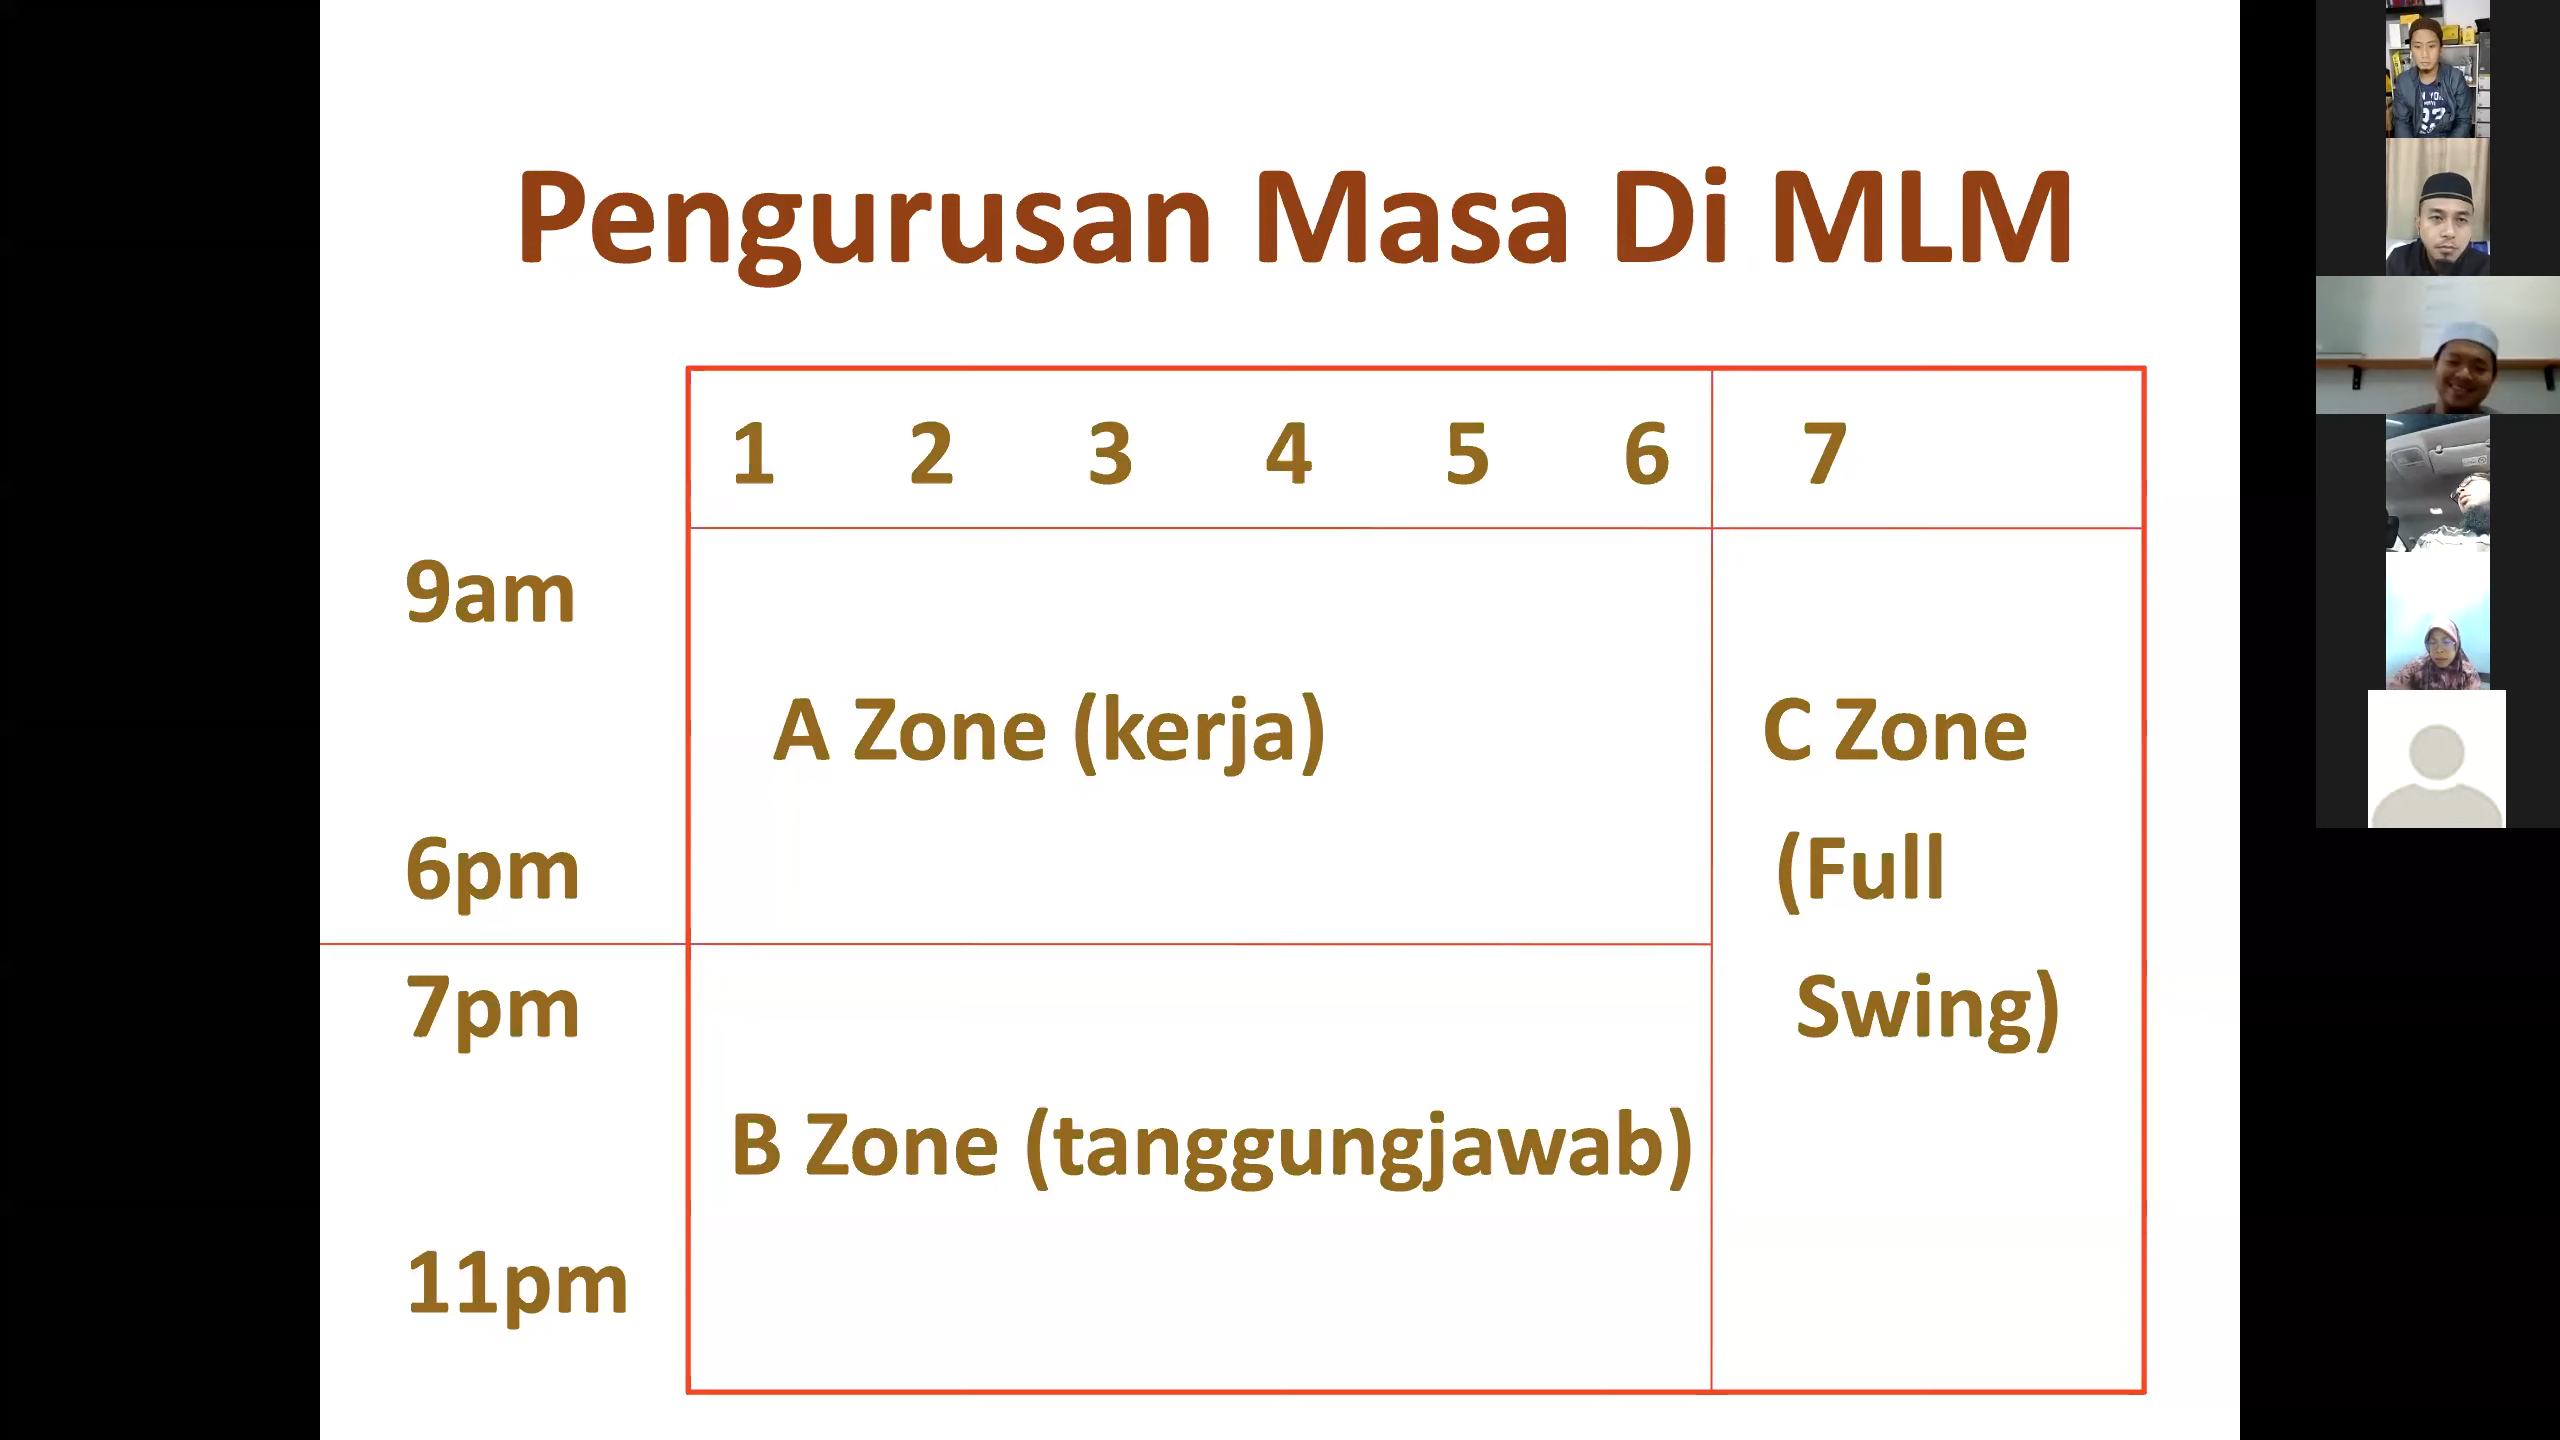 Pengurusan Masa Di MLM
1 2 3 4 5 6 7
9am
A Zone (kerja) C Zone
6pm (Full
7pm Swing)
B Zone (tanggungjawab)
11pm